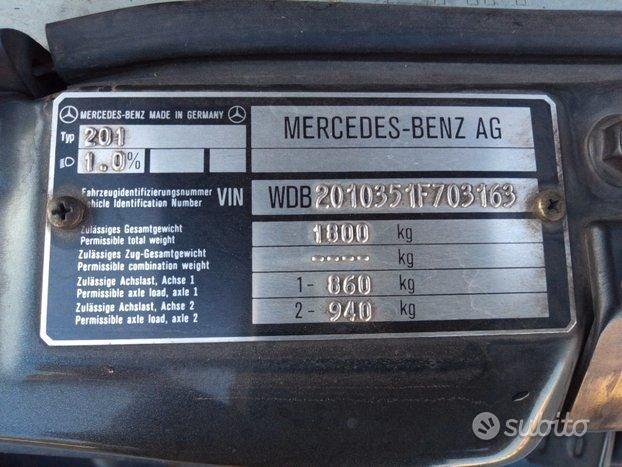 MERCEDES-BENZ MADE IN GERMANY
Typ 201
1.0%
MERCEDES-BENZ AG
Fahrzeugidentifizierungsnummer
Vehicle Identification Number VIN WDB2010351F703163
Zulässiges Gesamtgewicht
Permissible total weight 1800 kg
Zulässiges Zug-Gesamtgewicht
Permissible combination weight ----- kg
Zulässige Achslast, Achse 1
Permissible axle load, axle 1 1- 860 kg
Zulässige Achslast, Achse 2
Permissible axle load, axle 2 2- 940 kg
subito